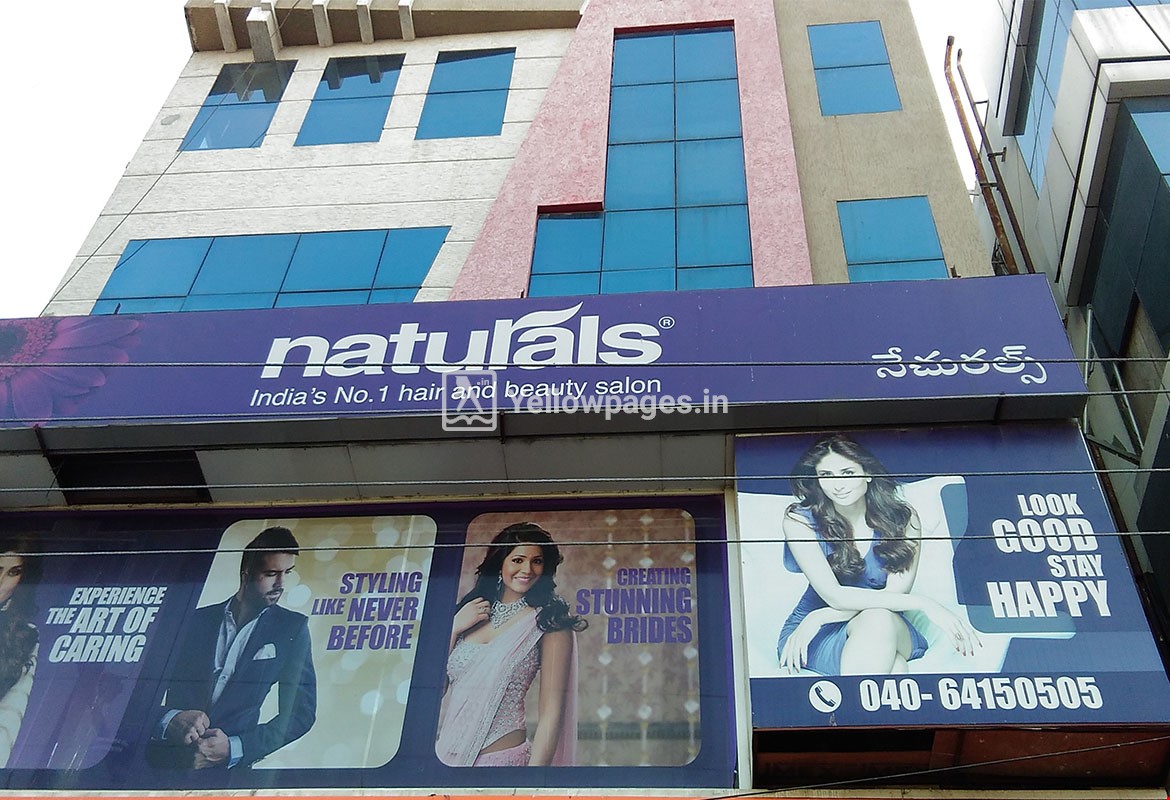 naturals®
India's No.1 hair and beauty salon
నేచురల్స్
.in
Yellowpages.in
EXPERIENCE
THE ART OF
CARING
STYLING
LIKE NEVER
BEFORE
CREATING
STUNNING
BRIDES
LOOK
GOOD
STAY
HAPPY
040- 64150505